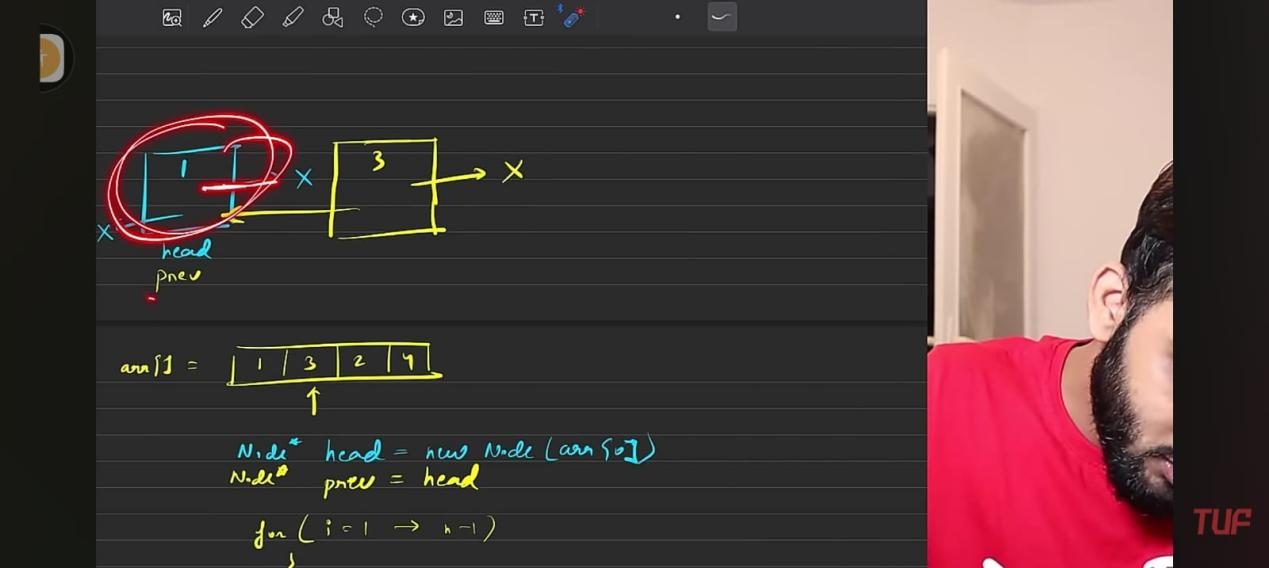 1 X 3 X
X
head
prev
arr[] = 1 3 2 4
Node* head = new Node(arr[0])
Node* prev = head
for (i = 1 → n-1)
{
TUF
T